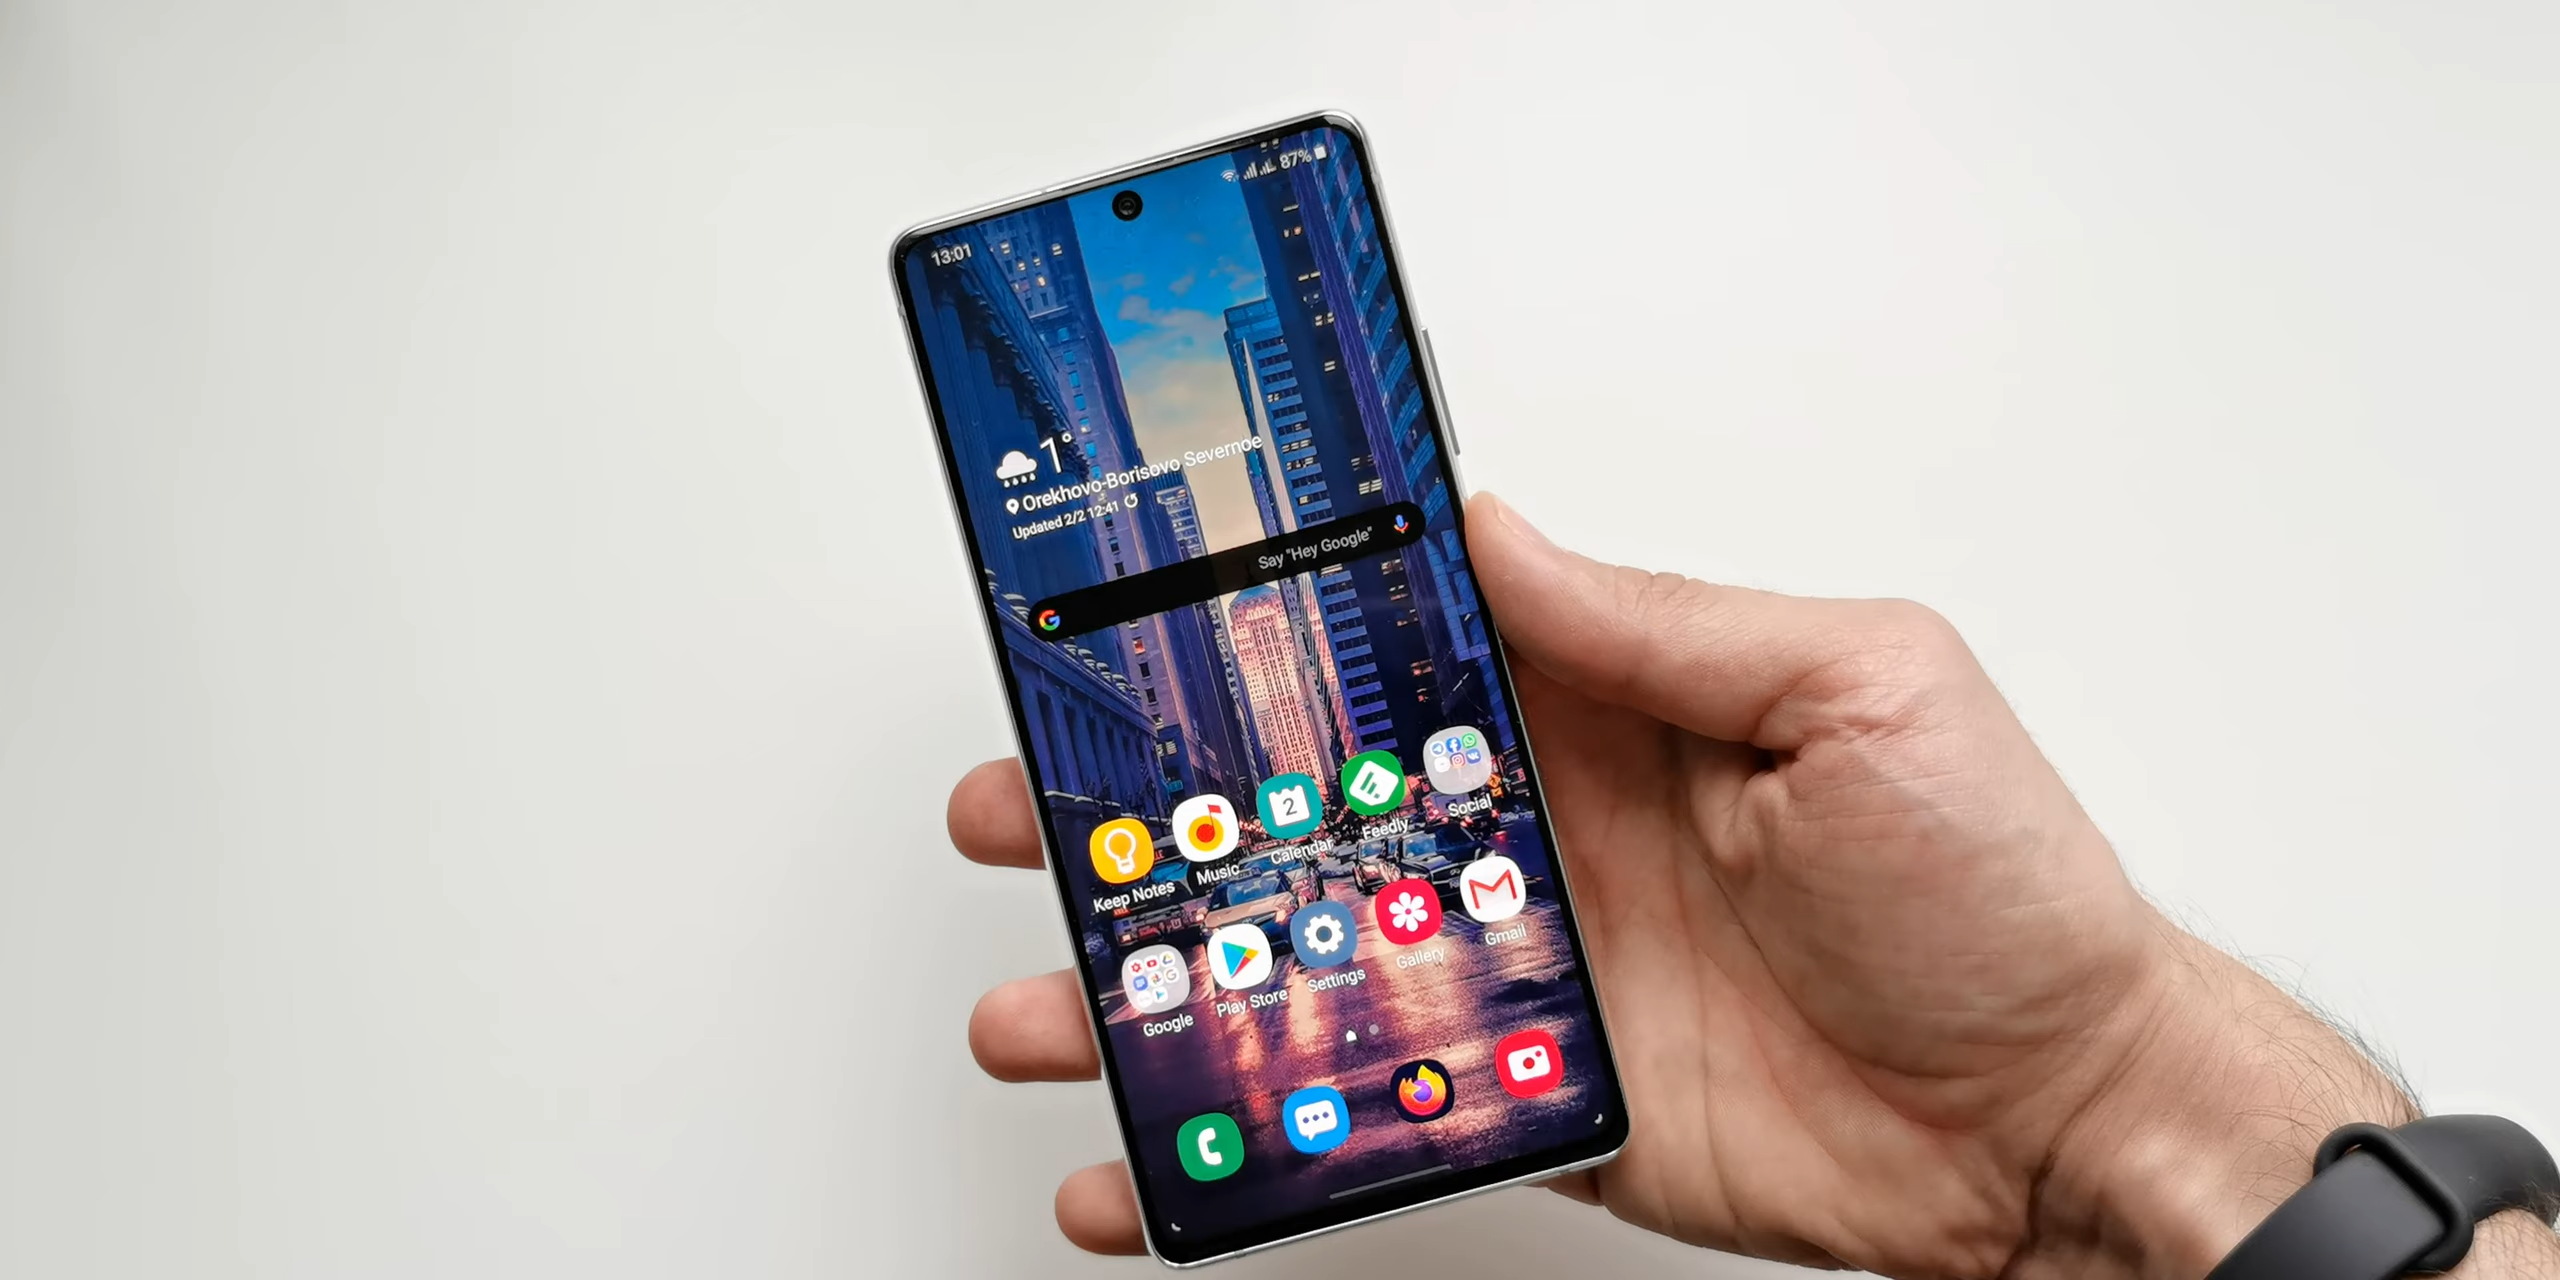 13:01
87%
1°
Orekhovo-Borisovo Severnoe
Updated 2/2 12:41
G
Say "Hey Google"
2
Keep Notes
Music
Calendar
Feedly
Social
Google
Play Store
Settings
Gallery
Gmail